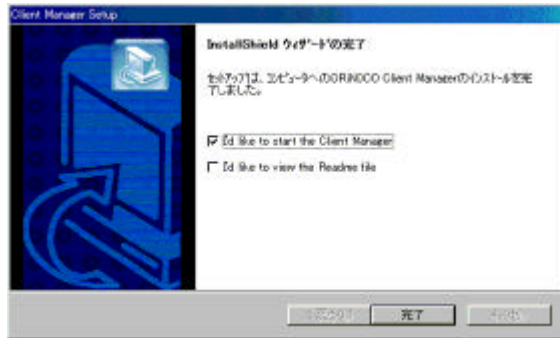 Client Manager Setup
InstallShield ウィザードの完了
セットアップは、コンピュータへのORiNOCO Client Managerのインストールを完
了しました。
I'd like to start the Client Manager
I'd like to view the Readme file
完了